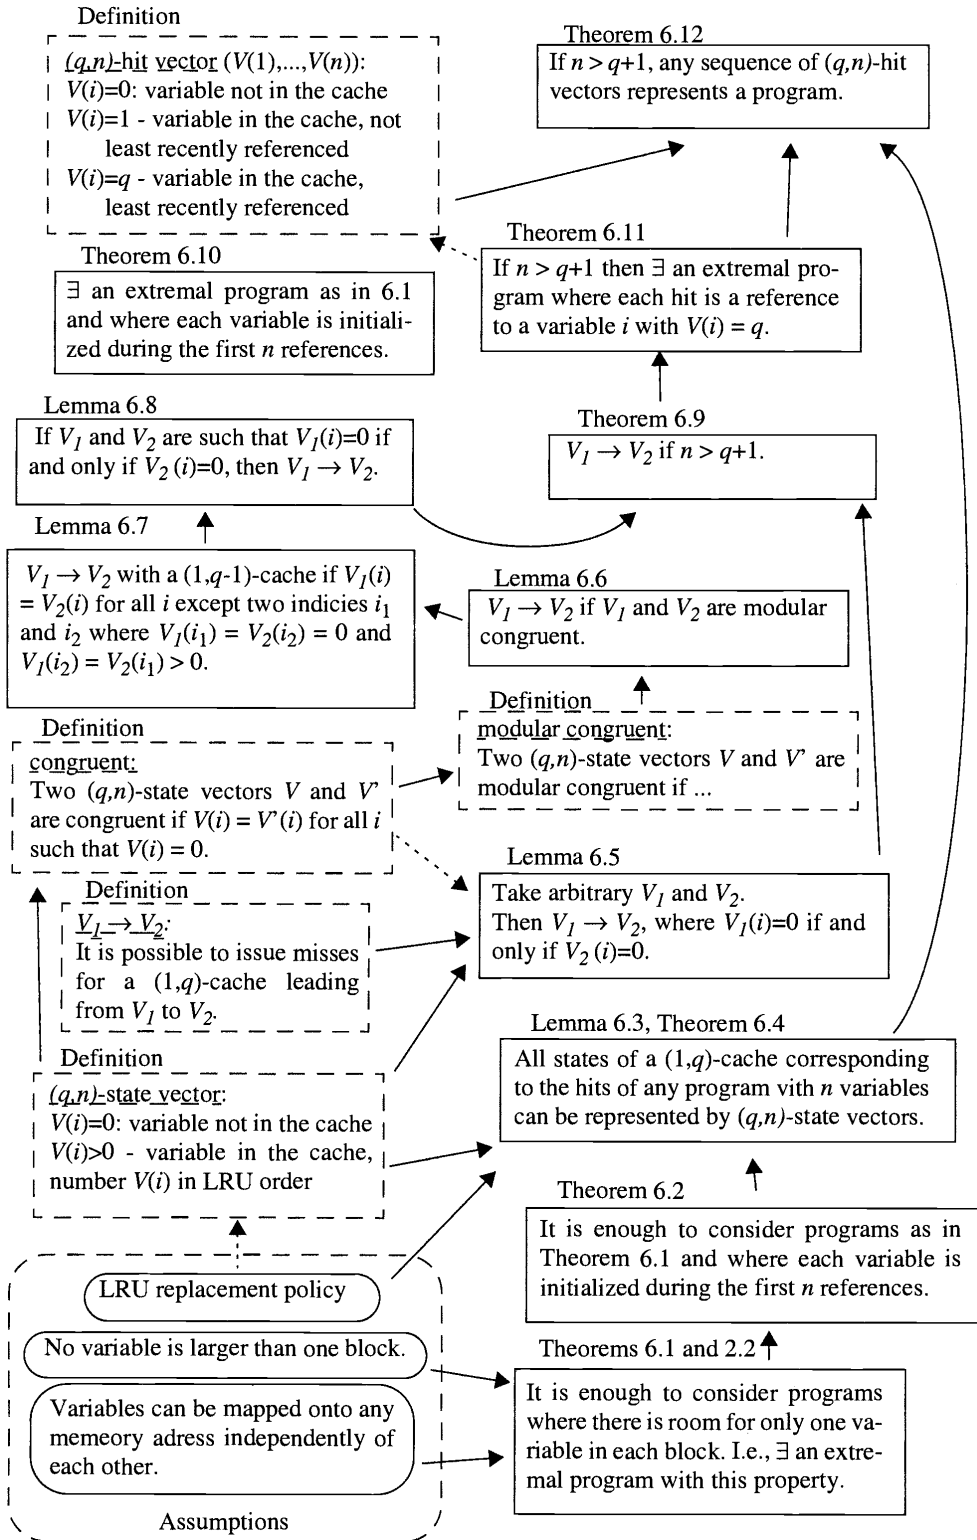 Definition
(q,n)-hit vector (V(1),...,V(n)):
V(i)=0: variable not in the cache
V(i)=1 - variable in the cache, not
least recently referenced
V(i)=q - variable in the cache,
least recently referenced
Theorem 6.12
If n > q+1, any sequence of (q,n)-hit
vectors represents a program.
Theorem 6.10
∃ an extremal program as in 6.1
and where each variable is initiali-
zed during the first n references.
Theorem 6.11
If n > q+1 then ∃ an extremal pro-
gram where each hit is a reference
to a variable i with V(i) = q.
Lemma 6.8
If V₁ and V₂ are such that V₁(i)=0 if
and only if V₂ (i)=0, then V₁ → V₂.
Theorem 6.9
V₁ → V₂ if n > q+1.
Lemma 6.7
V₁ → V₂ with a (1,q-1)-cache if V₁(i)
= V₂(i) for all i except two indicies i₁
and i₂ where V₁(i₁) = V₂(i₂) = 0 and
V₁(i₂) = V₂(i₁) > 0.
Lemma 6.6
V₁ → V₂ if V₁ and V₂ are modular
congruent.
Definition
modular congruent:
Two (q,n)-state vectors V and V' are
modular congruent if ...
Definition
congruent:
Two (q,n)-state vectors V and V'
are congruent if V(i) = V'(i) for all i
such that V(i) = 0.
Lemma 6.5
Take arbitrary V₁ and V₂.
Then V₁ → V₂, where V₁(i)=0 if and
only if V₂ (i)=0.
Definition
V₁ → V₂:
It is possible to issue misses
for a (1,q)-cache leading
from V₁ to V₂.
Lemma 6.3, Theorem 6.4
All states of a (1,q)-cache corresponding
to the hits of any program vith n variables
can be represented by (q,n)-state vectors.
Definition
(q,n)-state vector:
V(i)=0: variable not in the cache
V(i)>0 - variable in the cache,
number V(i) in LRU order
Theorem 6.2
It is enough to consider programs as in
Theorem 6.1 and where each variable is
initialized during the first n references.
LRU replacement policy
No variable is larger than one block.
Variables can be mapped onto any
memeory adress independently of
each other.
Assumptions
Theorems 6.1 and 2.2
It is enough to consider programs
where there is room for only one va-
riable in each block. I.e., ∃ an extre-
mal program with this property.